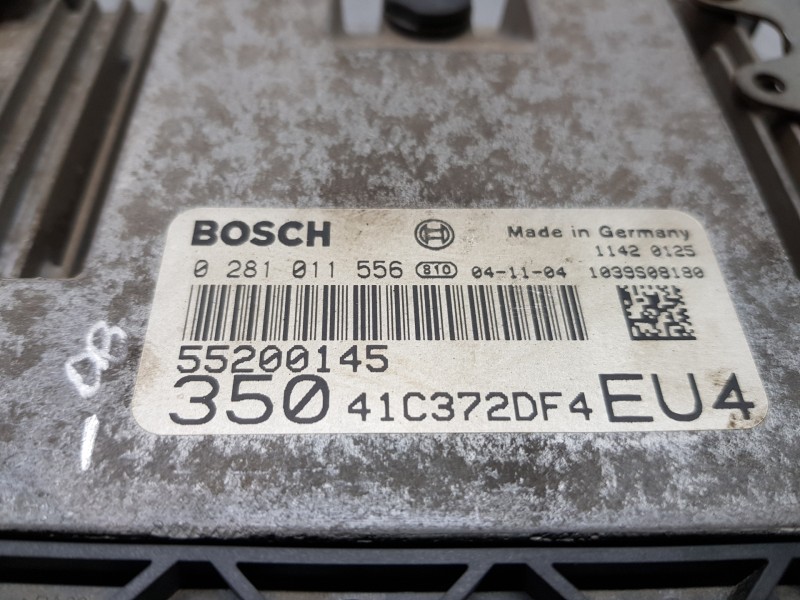 BOSCH Made in Germany
1142 0125
0 281 011 556 810 04-11-04 1039S08180
55200145
350 41C372DF4 EU4